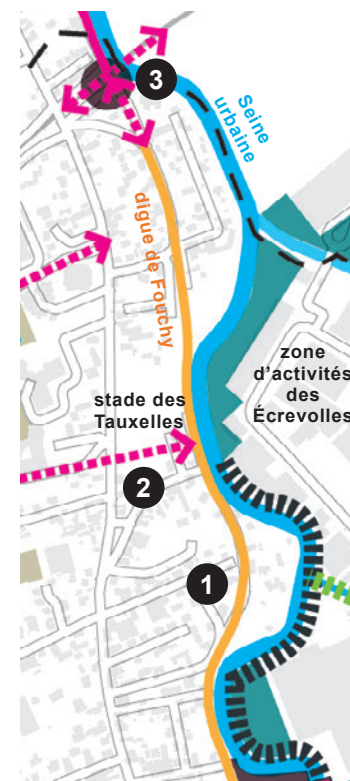 3
Seine
urbaine
digue de Fouchy
zone
d'activités
des
Écrevolles
stade des
Tauxelles
2
1